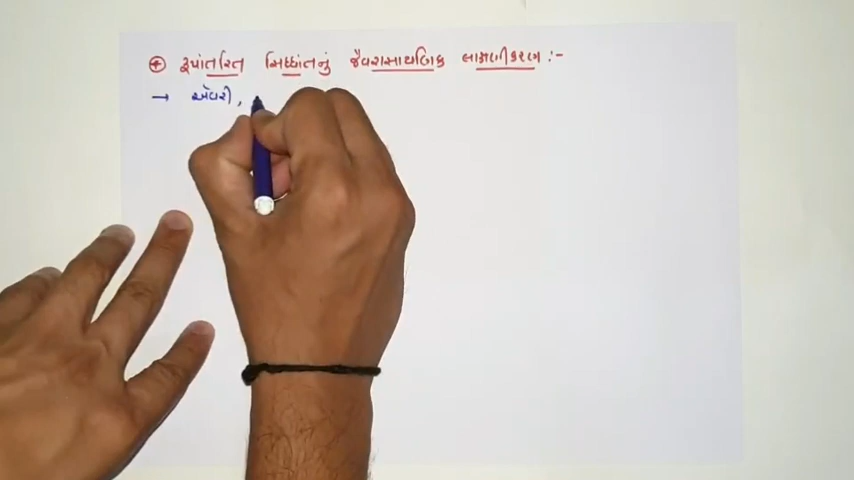 ⊛ રૂપાંતરિત સિદ્ધાંતનું જૈવરાસાયણિક લાક્ષણીકરણ :-
→ એવરી,